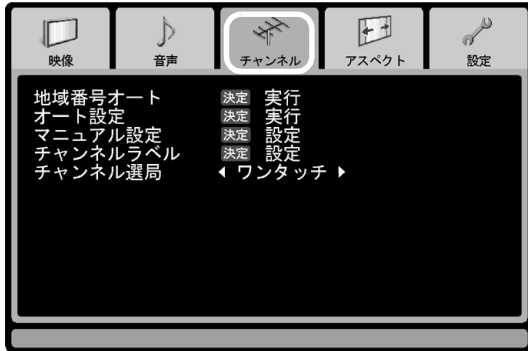 映像 音声 チャンネル アスペクト 設定
地域番号オート 決定 実行
オート設定 決定 実行
マニュアル設定 決定 設定
チャンネルラベル 決定 設定
チャンネル選局 ワンタッチ